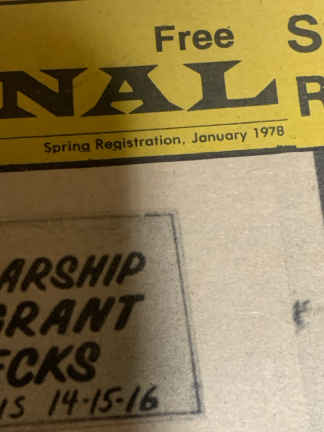 Free
NAL
Spring Registration, January 1978
ARSHIP
GRANT
ECKS
14-15-16